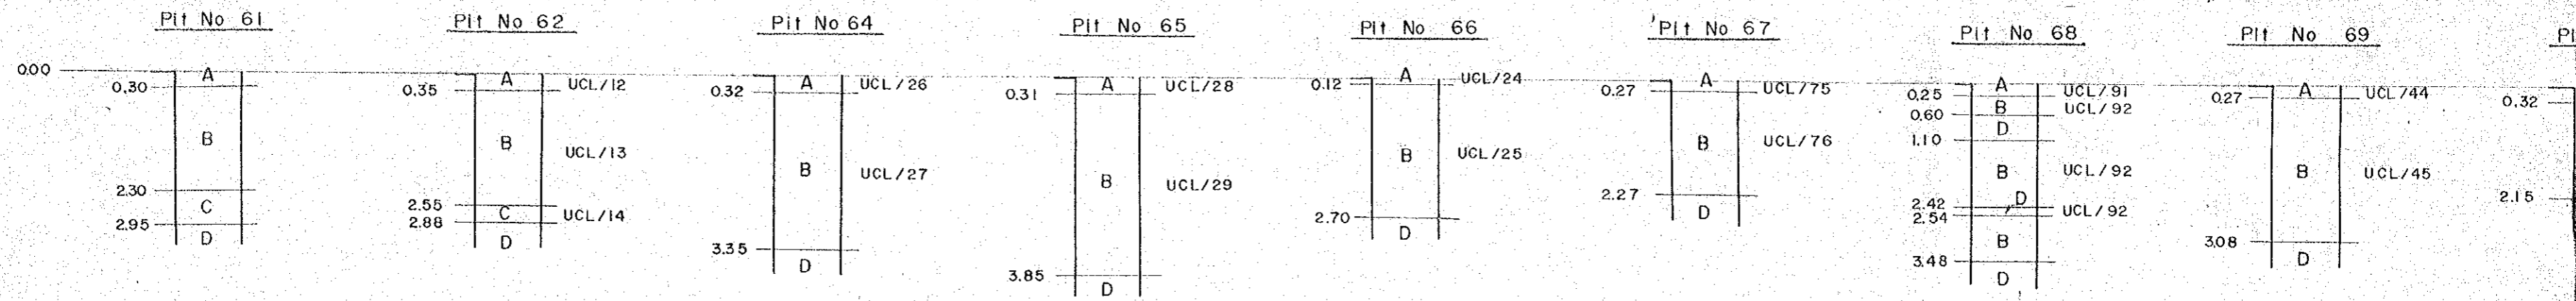 Pit No 61
0.00
A
0.30
B
2.30
C
2.95
D
Pit No 62
A
UCL/12
0.35
B
UCL/13
2.55
C
UCL/14
2.88
D
Pit No 64
A
UCL/26
0.32
B
UCL/27
3.35
D
Pit No 65
A
UCL/28
0.31
B
UCL/29
3.85
D
Pit No 66
A
UCL/24
0.12
B
UCL/25
2.70
D
Pit No 67
A
UCL/75
0.27
B
UCL/76
2.27
D
Pit No 68
A
UCL/91
0.25
B
UCL/92
0.60
D
1.10
B
UCL/92
2.42
D
2.54
UCL/92
B
3.48
D
Pit No 69
A
UCL/44
0.27
B
UCL/45
3.08
D
0.32
2.15